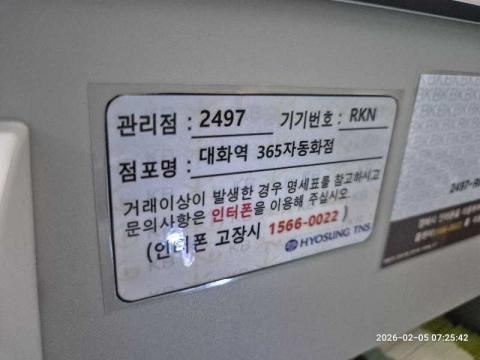 관리점 : 2497 기기번호 : RKN
점포명 : 대화역 365자동화점
거래이상이 발생한 경우 명세표를 참고하시고
문의사항은 인터폰을 이용해 주십시오.
(인터폰 고장시 1566-0022 )
HYOSUNG TNS
2497-R
2026-02-05 07:25:42